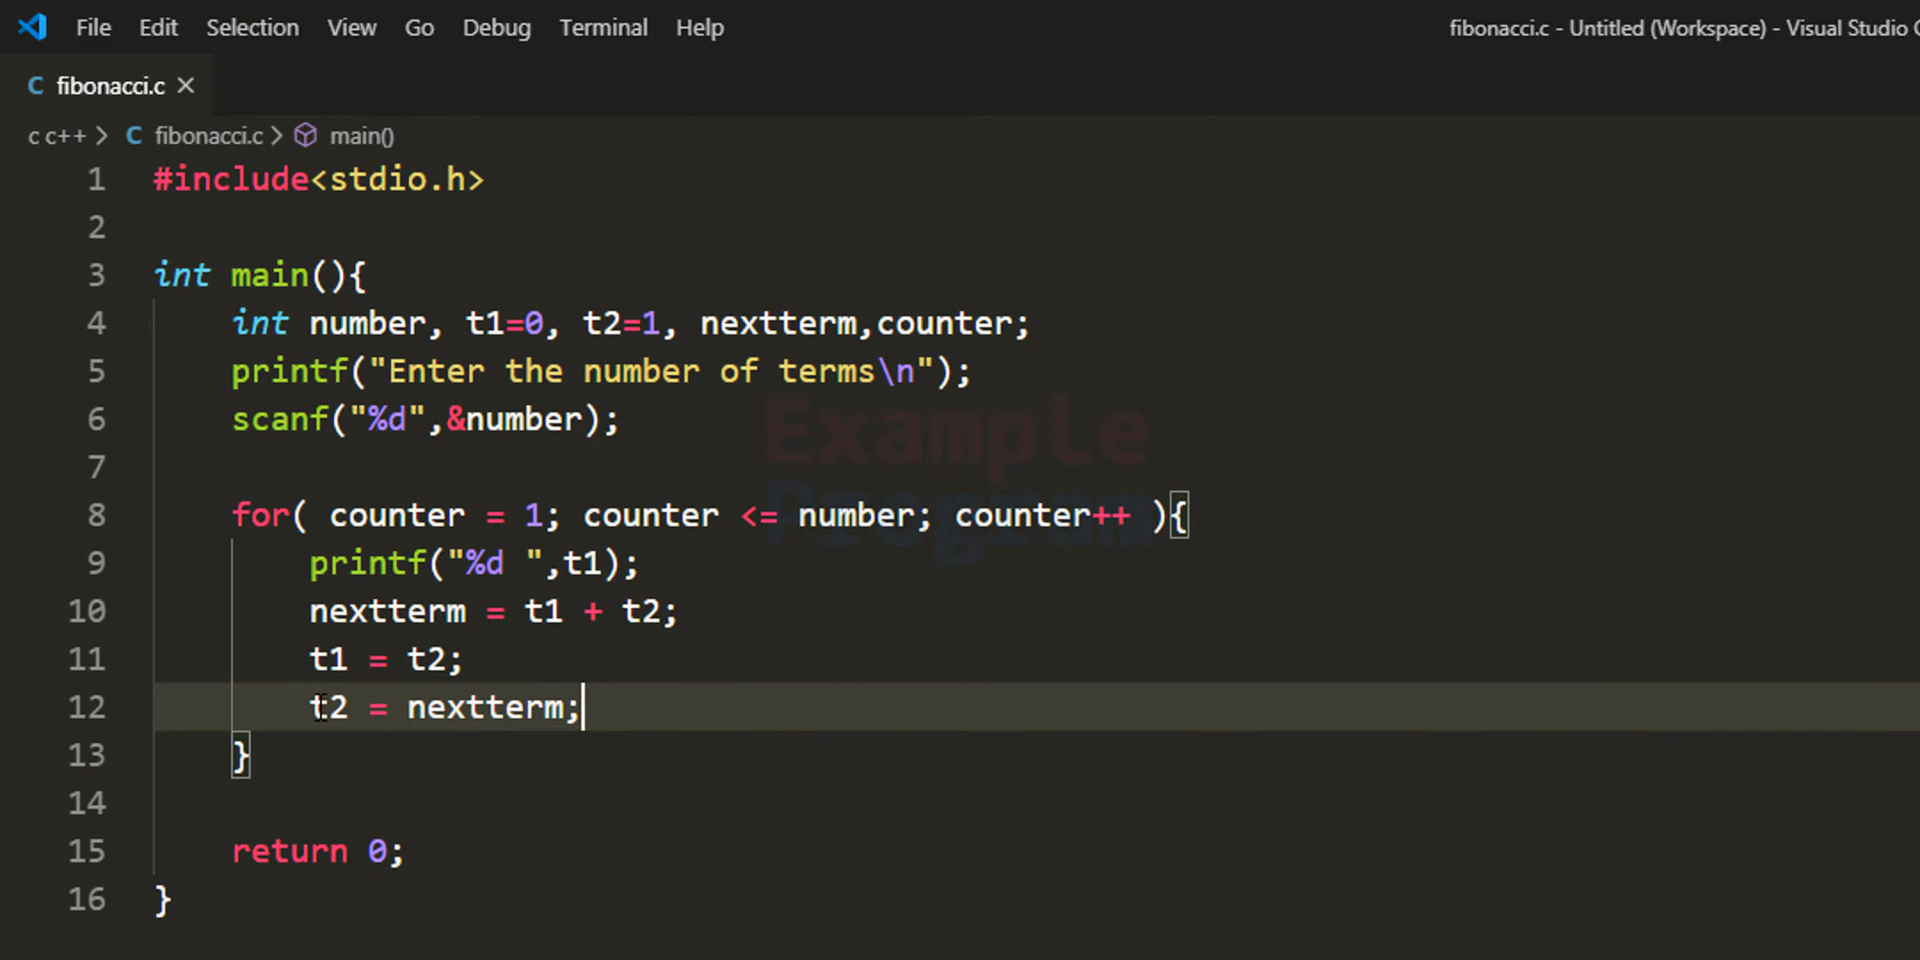 File Edit Selection View Go Debug Terminal Help fibonacci.c - Untitled (Workspace) - Visual Studio
fibonacci.c
c c++ > C fibonacci.c > main()
1 #include<stdio.h>
2
3 int main(){
4 int number, t1=0, t2=1, nextterm,counter;
5 printf("Enter the number of terms\n");
6 scanf("%d",&number);
Example
7
8 for( counter = 1; counter <= number; counter++ ){
Program
9 printf("%d ",t1);
10 nextterm = t1 + t2;
11 t1 = t2;
12 t2 = nextterm;
13 }
14
15 return 0;
16 }